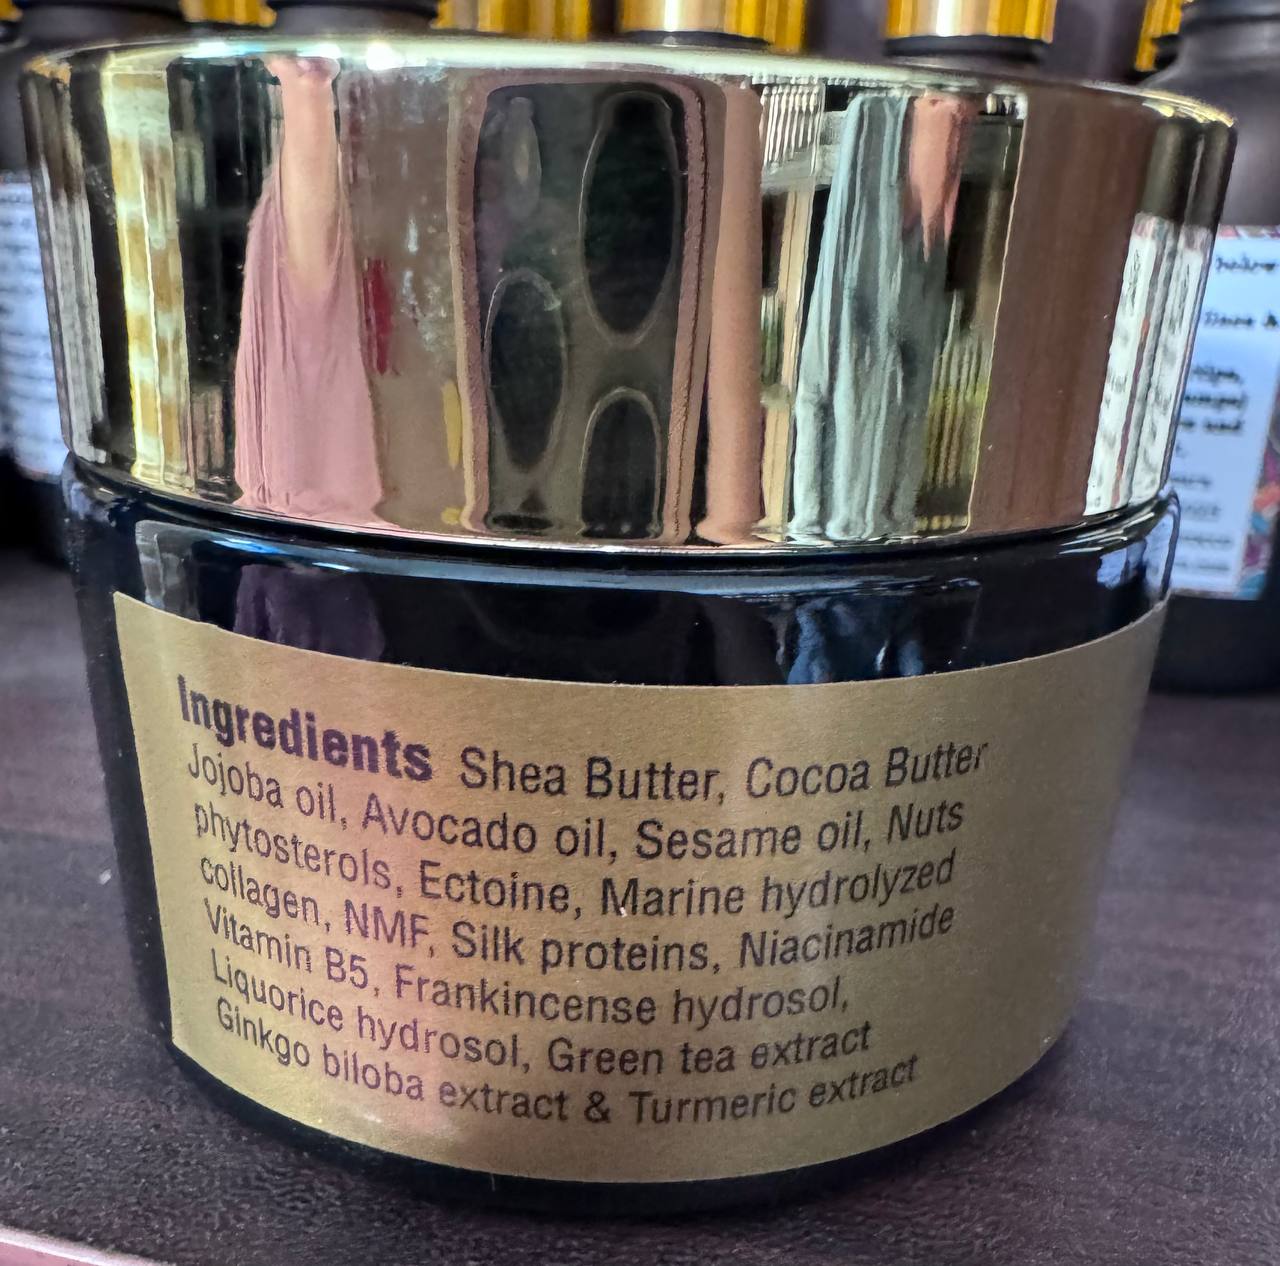 Ingredients Shea Butter, Cocoa Butter
Jojoba oil, Avocado oil, Sesame oil, Nuts
phytosterols, Ectoine, Marine hydrolyzed
collagen, NMF, Silk proteins, Niacinamide
Vitamin B5, Frankincense hydrosol,
Liquorice hydrosol, Green tea extract
Ginkgo biloba extract & Turmeric extract